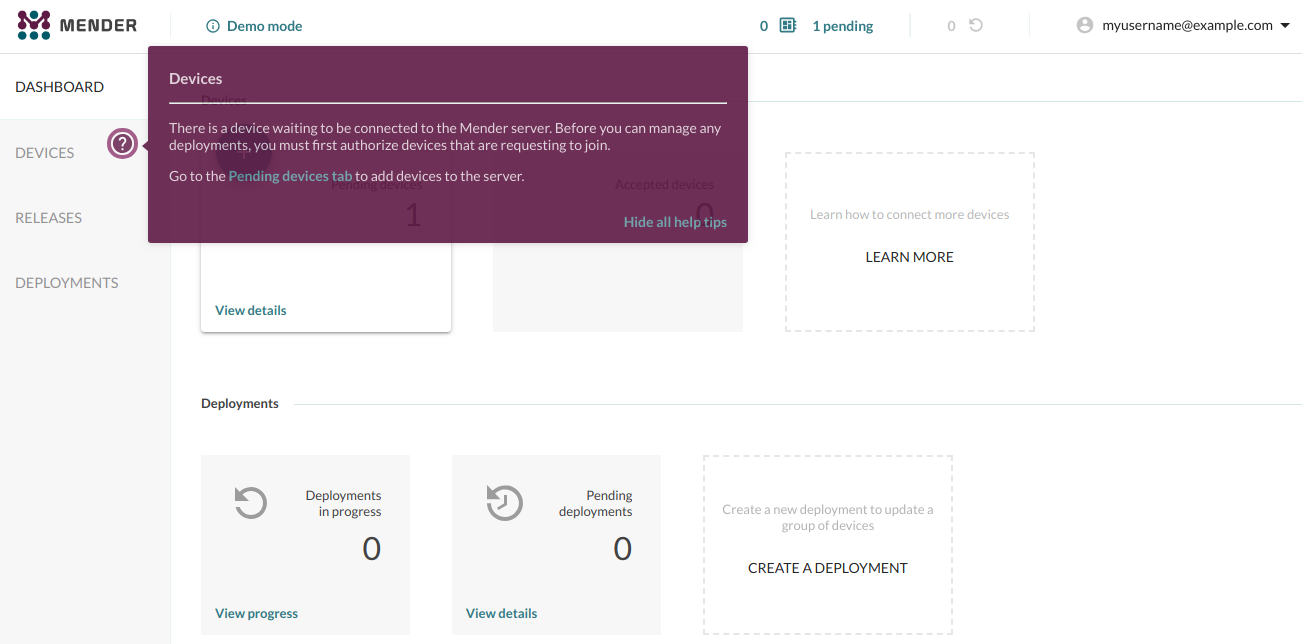 MENDER
Demo mode
0
1 pending
0
myusername@example.com
DASHBOARD
DEVICES
RELEASES
DEPLOYMENTS
?
Devices
Devices
There is a device waiting to be connected to the Mender server. Before you can manage any
deployments, you must first authorize devices that are requesting to join.
Go to the Pending devices tab to add devices to the server.
Hide all help tips
Pending devices
1
View details
Accepted devices
0
Learn how to connect more devices
LEARN MORE
Deployments
Deployments
in progress
0
View progress
Pending
deployments
0
View details
Create a new deployment to update a
group of devices
CREATE A DEPLOYMENT